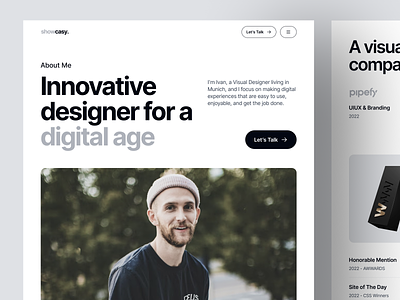 showcasy.
Let's Talk →
About Me
Innovative
designer for a
digital age
I'm Ivan, a Visual Designer living in
Munich, and I focus on making digital
experiences that are easy to use,
enjoyable, and get the job done.
Let's Talk →
A visua
compa
pipefy
UIUX & Branding
2022
Honorable Mention
2022 - AWWARDS
Site of The Day
2022 - CSS Winners